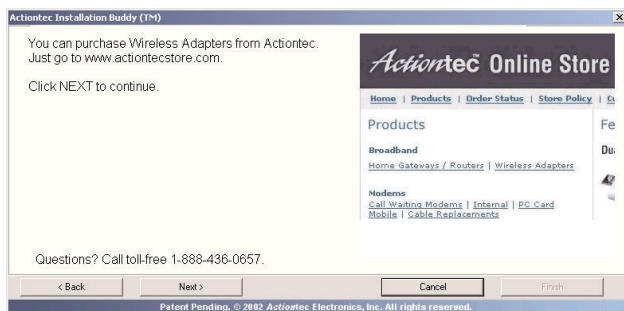 Actiontec Installation Buddy (TM)
You can purchase Wireless Adapters from Actiontec.
Just go to www.actiontecstore.com.
Click NEXT to continue.
Questions? Call toll-free 1-888-436-0657.
Actiontec Online Store
Home | Products | Order Status | Store Policy |
Products
Broadband
Home Gateways / Routers | Wireless Adapters
Modems
Call Waiting Modems | Internal | PC Card
Mobile | Cable Replacements
Fe
< Back
Next >
Cancel
Finish
Patent Pending, © 2002 Actiontec Electronics, Inc. All rights reserved.